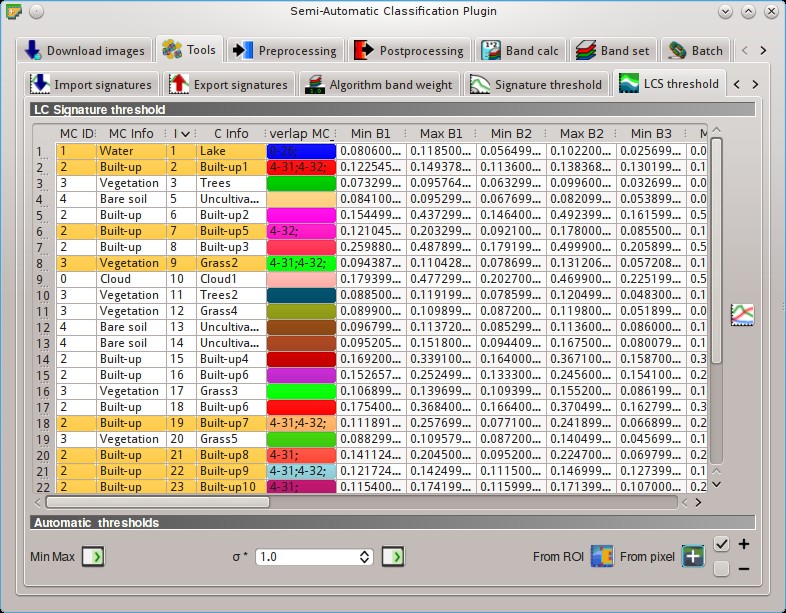 Semi-Automatic Classification Plugin
Download images Tools Preprocessing Postprocessing Band calc Band set Batch
Import signatures Export signatures Algorithm band weight Signature threshold LCS threshold
LC Signature threshold
MC ID MC Info I C Info verlap MC_ Min B1 Max B1 Min B2 Max B2 Min B3 M
1 1 Water 1 Lake 0.080600... 0.118500... 0.056499... 0.102200... 0.025699... 0.0
2 2 Built-up 2 Built-up1 4-31;4-32; 0.122545... 0.149378... 0.113600... 0.138368... 0.130199... 0.1
3 3 Vegetation 3 Trees 0.073299... 0.095764... 0.063299... 0.099600... 0.032699... 0.0
4 4 Bare soil 5 Uncultiva... 0.084100... 0.095299... 0.067699... 0.082099... 0.053899... 0.0
5 2 Built-up 6 Built-up2 0.154499... 0.437299... 0.146400... 0.492399... 0.161599... 0.5
6 2 Built-up 7 Built-up5 4-32; 0.121045... 0.203299... 0.092100... 0.178000... 0.085500... 0.1
7 2 Built-up 8 Built-up3 0.259880... 0.487899... 0.179199... 0.499900... 0.205899... 0.5
8 3 Vegetation 9 Grass2 4-31;4-32; 0.094387... 0.110428... 0.078699... 0.131206... 0.057208... 0.1
9 0 Cloud 10 Cloud1 0.179399... 0.477299... 0.202700... 0.469900... 0.225199... 0.5
10 3 Vegetation 11 Trees2 0.088500... 0.119199... 0.078599... 0.120499... 0.048300... 0.1
11 3 Vegetation 12 Grass4 0.089900... 0.109899... 0.087200... 0.119800... 0.051899... 0.0
12 4 Bare soil 13 Uncultiva... 0.096799... 0.113720... 0.085299... 0.113600... 0.086000... 0.1
13 4 Bare soil 14 Uncultiva... 0.095205... 0.151800... 0.094409... 0.167500... 0.080079... 0.1
14 2 Built-up 15 Built-up4 0.169200... 0.339100... 0.164000... 0.367100... 0.158700... 0.3
15 2 Built-up 16 Built-up6 0.152657... 0.252499... 0.133300... 0.245600... 0.154100... 0.2
16 3 Vegetation 17 Grass3 0.106899... 0.139699... 0.109399... 0.155200... 0.086199... 0.1
17 2 Built-up 18 Built-up6 0.175400... 0.368400... 0.166400... 0.370499... 0.162799... 0.3
18 2 Built-up 19 Built-up7 4-31;4-32; 0.111891... 0.257699... 0.077100... 0.241899... 0.066899... 0.2
19 3 Vegetation 20 Grass5 0.088299... 0.109579... 0.087200... 0.140499... 0.045699... 0.1
20 2 Built-up 21 Built-up8 4-31; 0.141124... 0.204500... 0.095200... 0.224700... 0.069799... 0.2
21 2 Built-up 22 Built-up9 4-31;4-32; 0.121724... 0.142499... 0.111500... 0.146999... 0.127399... 0.1
22 2 Built-up 23 Built-up10 4-31; 0.115400... 0.174199... 0.115999... 0.171399... 0.107000... 0.2
Automatic thresholds
Min Max σ * 1.0 From ROI From pixel + −